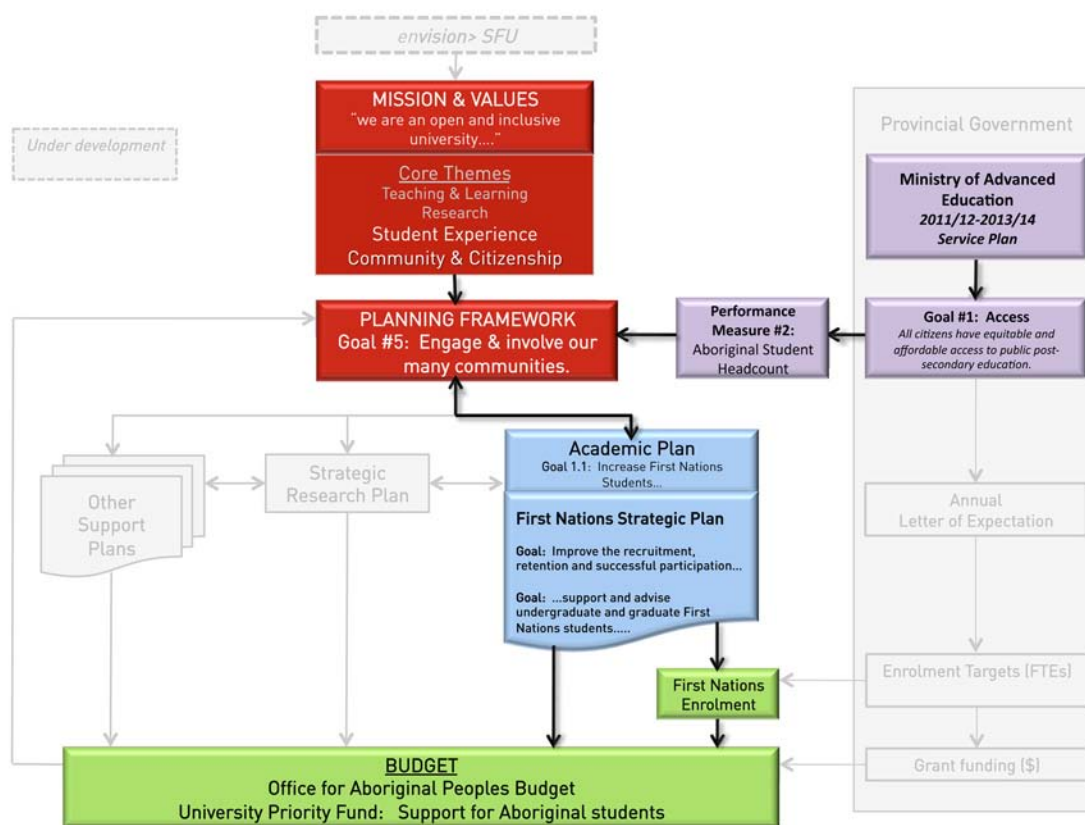 envision> SFU
MISSION & VALUES
"we are an open and inclusive
university...."
Core Themes
Teaching & Learning
Research
Student Experience
Community & Citizenship
Under development
Provincial Government
Ministry of Advanced
Education
2011/12-2013/14
Service Plan
PLANNING FRAMEWORK
Goal #5: Engage & involve our
many communities.
Performance
Measure #2:
Aboriginal Student
Headcount
Goal #1: Access
All citizens have equitable and
affordable access to public post-
secondary education.
Other
Support
Plans
Strategic
Research Plan
Academic Plan
Goal 1.1: Increase First Nations
Students...
First Nations Strategic Plan
Goal: Improve the recruitment,
retention and successful participation...
Goal: ...support and advise
undergraduate and graduate First
Nations students.....
Annual
Letter of Expectation
First Nations
Enrolment
Enrolment Targets (FTEs)
Grant funding ($)
BUDGET
Office for Aboriginal Peoples Budget
University Priority Fund: Support for Aboriginal students